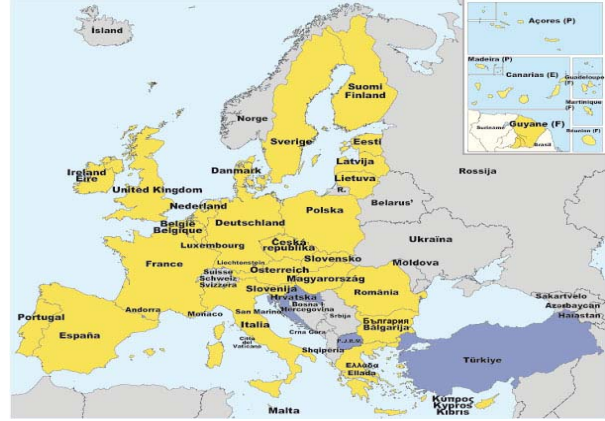 Ísland
Açores (P)
Madeira (P)
Canarias (E)
Guadeloupe
(F)
Martinique
(F)
Guyane (F)
Suriname
Brasil
Réunion (F)
Suomi
Finland
Norge
Sverige
Eesti
Rossija
Latvija
Danmark
Lietuva
R.
Ireland
Éire
United Kingdom
Belarus'
Nederland
Polska
België
Belgique
Deutschland
Ukraïna
Luxembourg
Česká
republika
Slovensko
Moldova
France
Liechtenstein
Suisse
Schweiz
Svizzera
Österreich
Magyarország
Slovenija
România
Hrvatska
Bosna
Hercegovina
Srbija
Sakartvelo
Azərbaycan
Haiastan
Andorra
Monaco
San Marino
Portugal
España
Italia
Crna Gora
България
Bălgarija
F.J.R.M.
Città
del
Vaticano
Shqipëria
Türkiye
Ελλάδα
Ellada
Malta
Κύπρος
Kypros
Kıbrıs